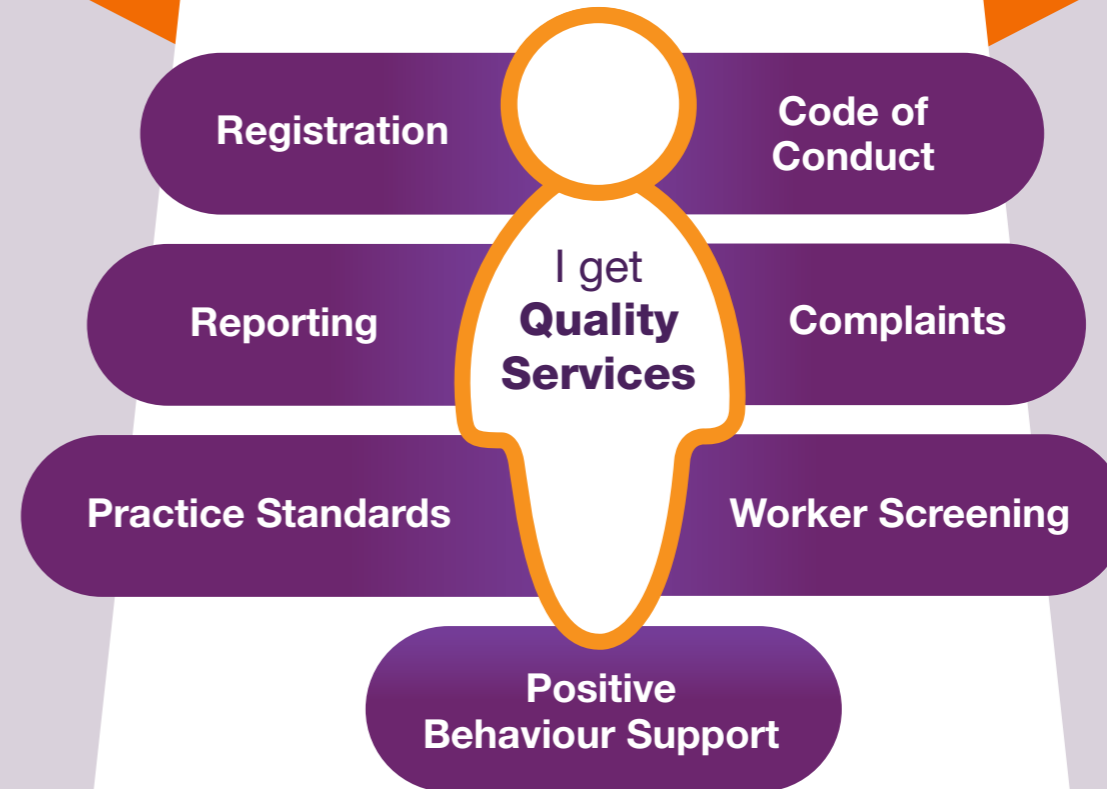 Registration
Code of
Conduct
I get
Quality
Services
Reporting
Complaints
Practice Standards
Worker Screening
Positive
Behaviour Support